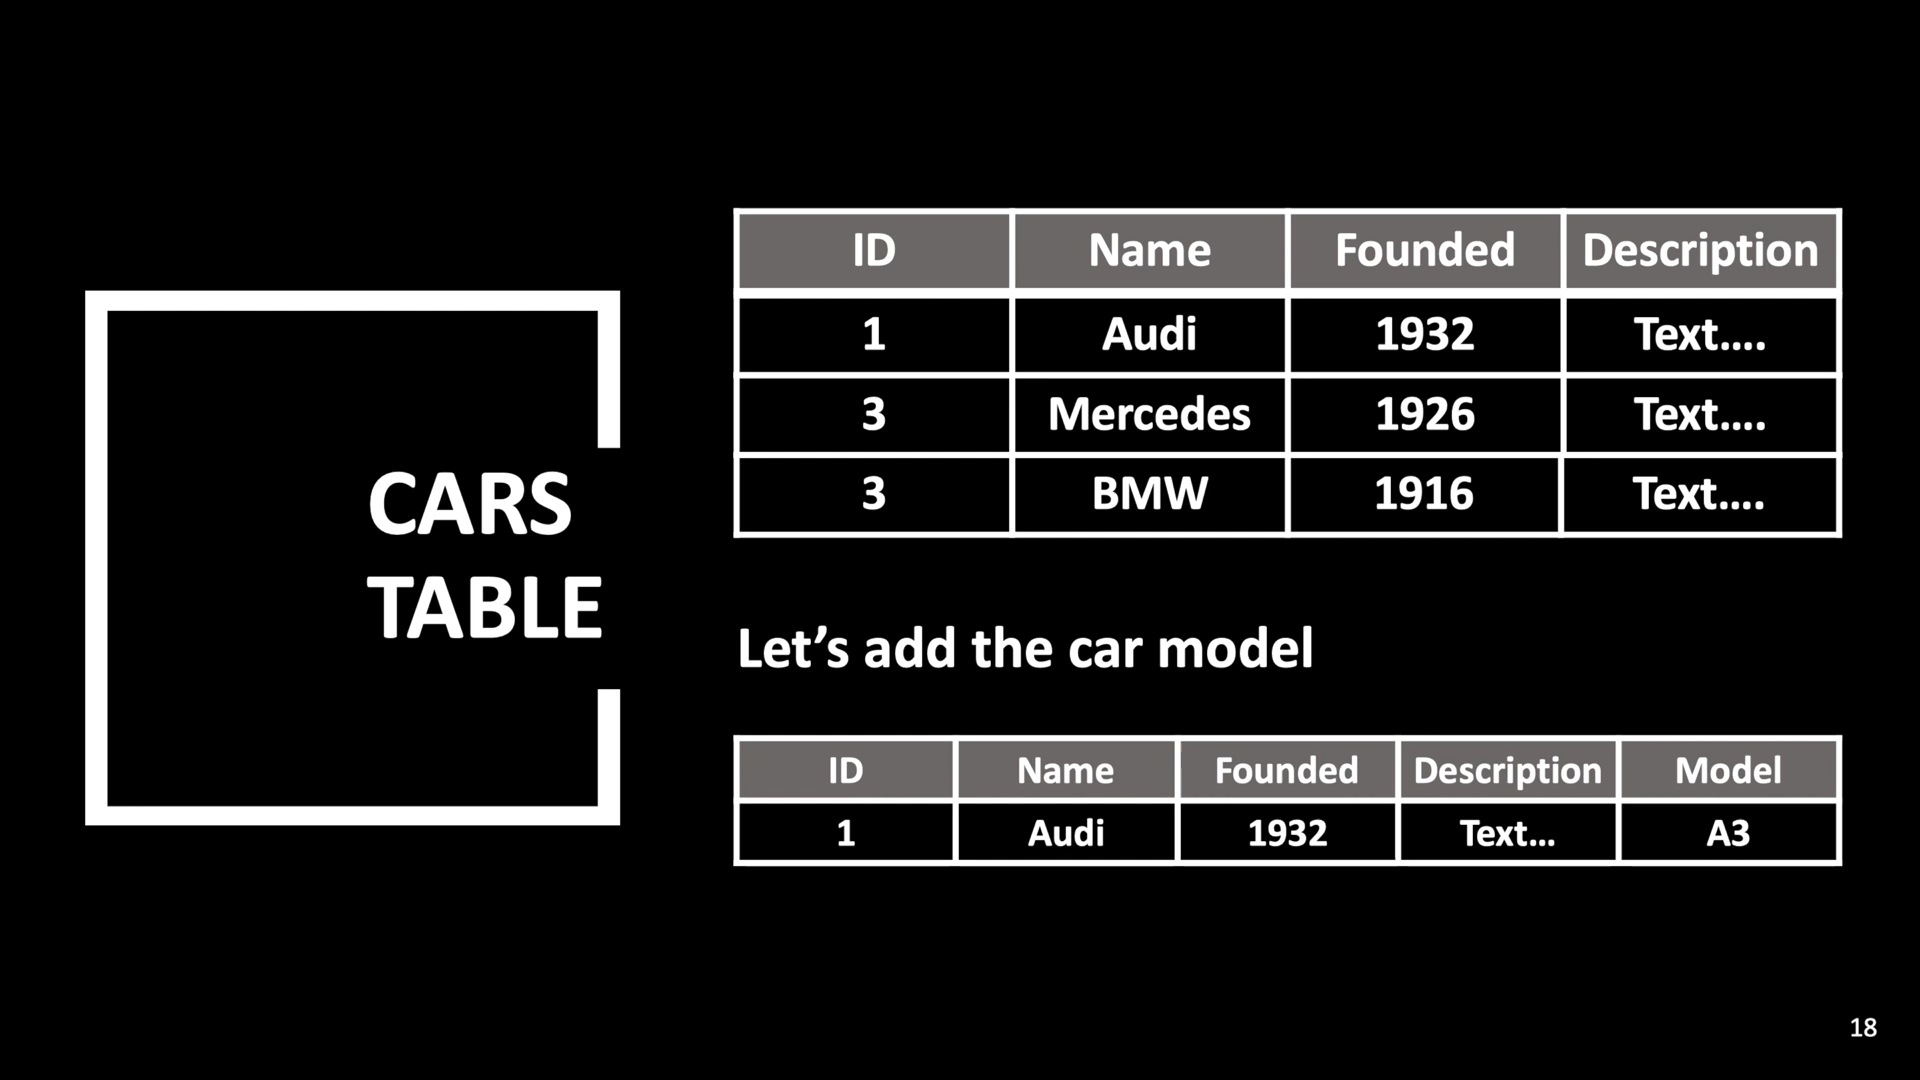 CARS
TABLE
ID Name Founded Description
1 Audi 1932 Text....
3 Mercedes 1926 Text....
3 BMW 1916 Text....
Let’s add the car model
ID Name Founded Description Model
1 Audi 1932 Text... A3
18